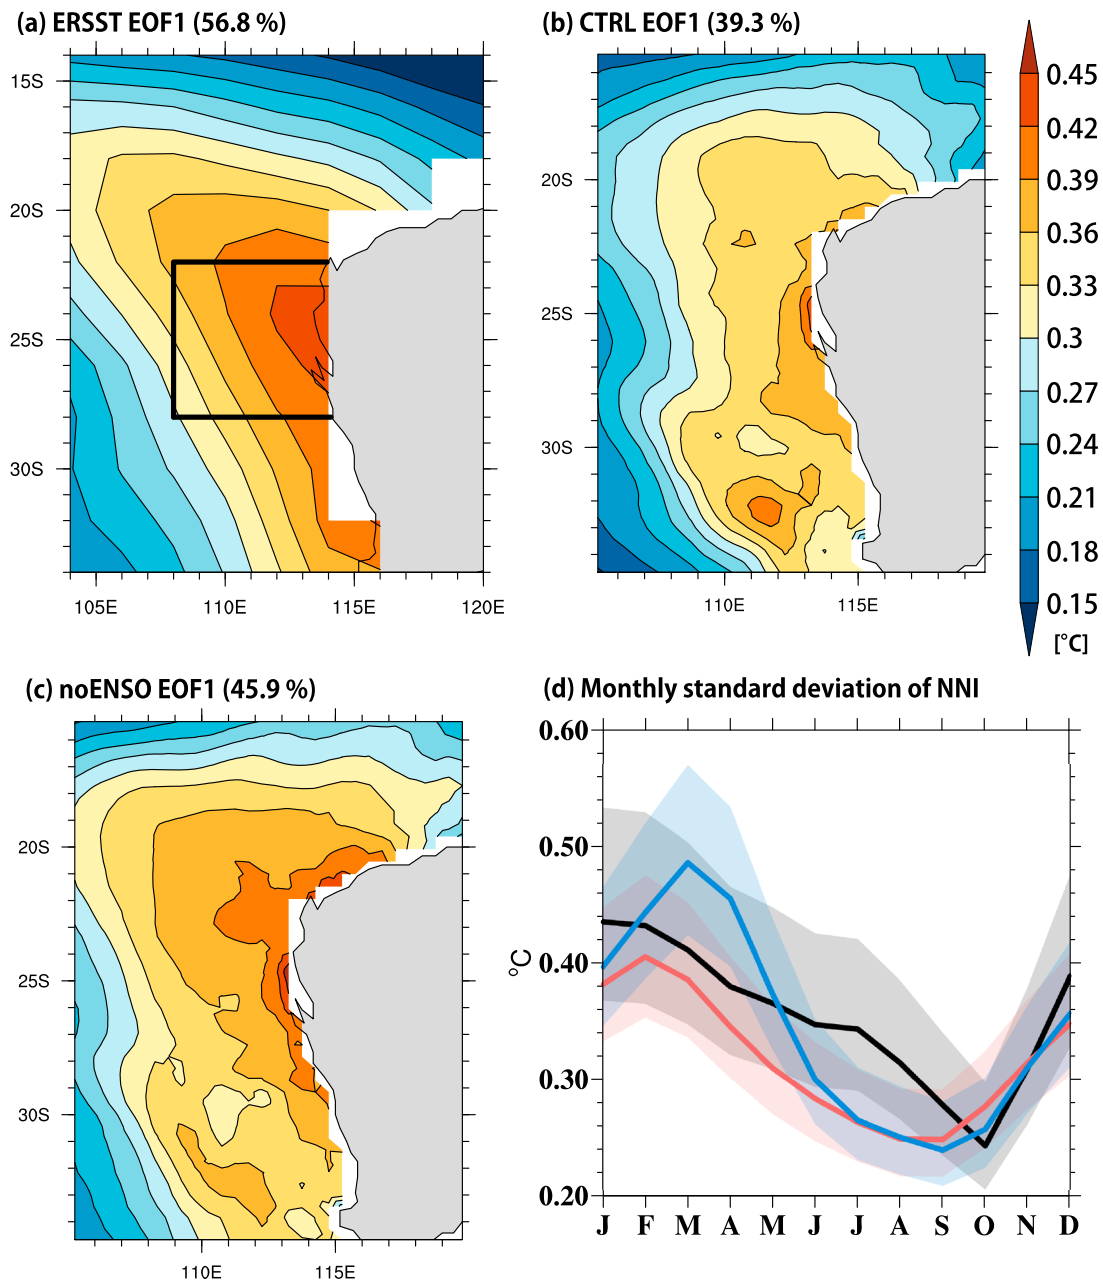 (a) ERSST EOF1 (56.8 %)
(b) CTRL EOF1 (39.3 %)
15S
20S
25S
30S
105E 110E 115E 120E
20S
25S
30S
110E 115E
0.45
0.42
0.39
0.36
0.33
0.3
0.27
0.24
0.21
0.18
0.15
[°C]
(c) noENSO EOF1 (45.9 %)
(d) Monthly standard deviation of NNI
20S
25S
30S
110E 115E
0.60
0.50
0.40
0.30
0.20
°C
J F M A M J J A S O N D